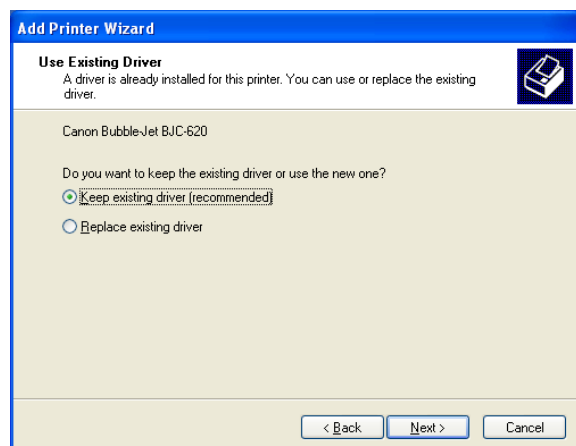 Add Printer Wizard
Use Existing Driver
A driver is already installed for this printer. You can use or replace the existing
driver.
Canon Bubble-Jet BJC-620
Do you want to keep the existing driver or use the new one?
Keep existing driver (recommended)
Replace existing driver
< Back Next > Cancel